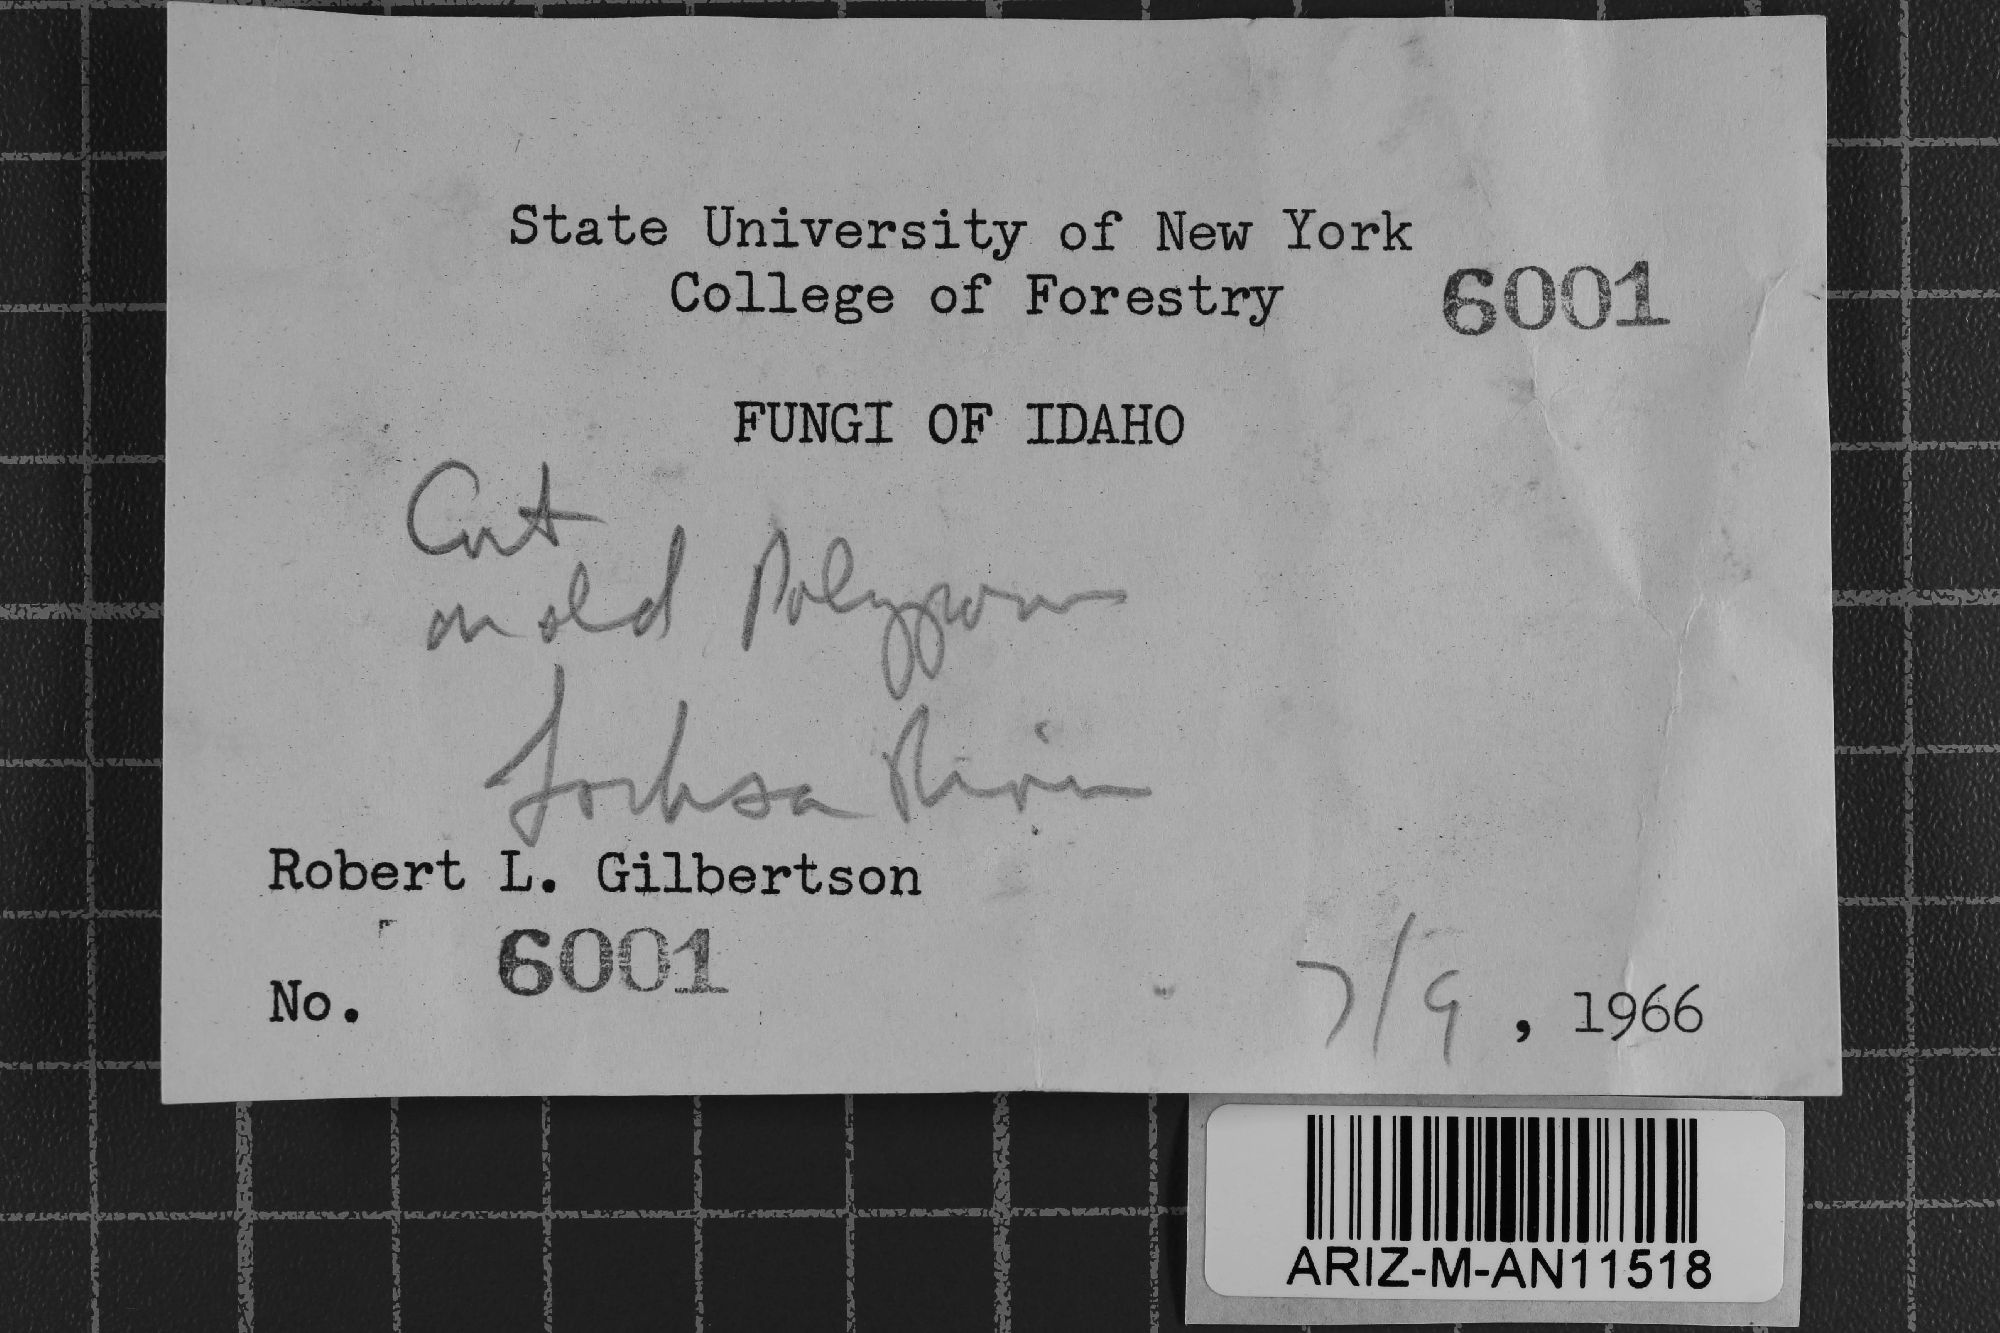 State University of New York
College of Forestry 6001
FUNGI OF IDAHO
Cort
on old Polyporus
Lochsa River
Robert L. Gilbertson
No. 6001
7/9, 1966
ARIZ-M-AN11518